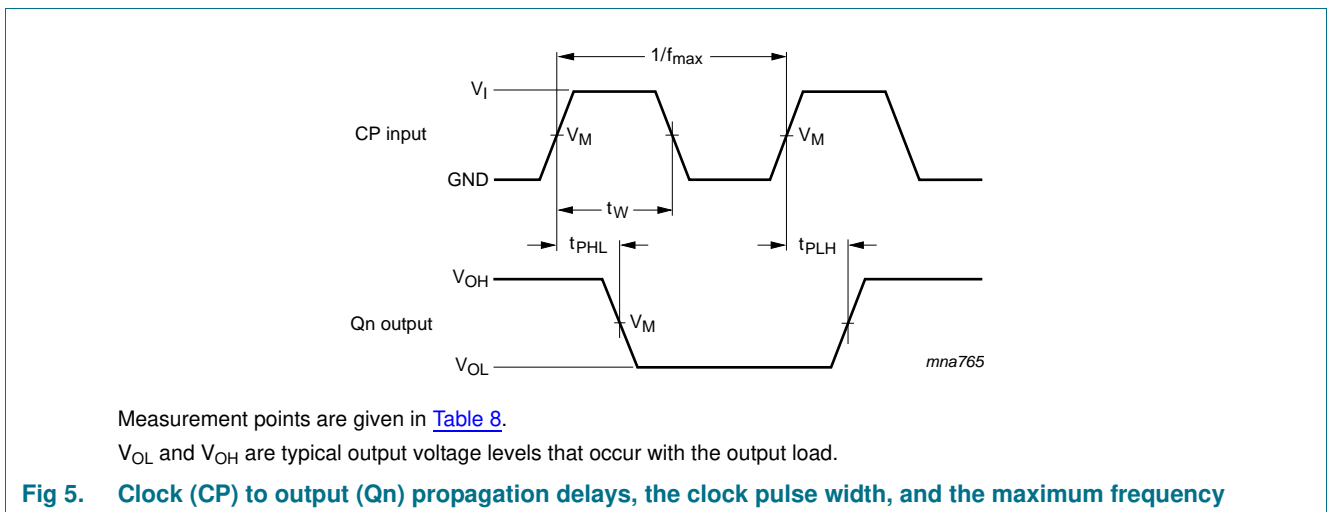 1/fmax
VI
CP input
VM
VM
GND
tW
tPHL
tPLH
VOH
Qn output
VM
VOL
mna765
Measurement points are given in Table 8.
VOL and VOH are typical output voltage levels that occur with the output load.
Fig 5. Clock (CP) to output (Qn) propagation delays, the clock pulse width, and the maximum frequency